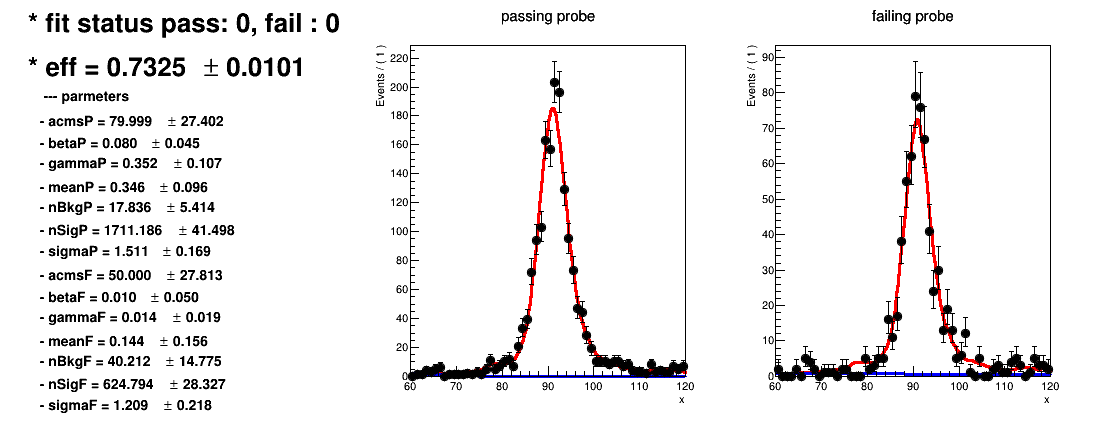 * fit status pass: 0, fail : 0
* eff = 0.7325 ± 0.0101
--- parmeters
- acmsP = 79.999 ± 27.402
- betaP = 0.080 ± 0.045
- gammaP = 0.352 ± 0.107
- meanP = 0.346 ± 0.096
- nBkgP = 17.836 ± 5.414
- nSigP = 1711.186 ± 41.498
- sigmaP = 1.511 ± 0.169
- acmsF = 50.000 ± 27.813
- betaF = 0.010 ± 0.050
- gammaF = 0.014 ± 0.019
- meanF = 0.144 ± 0.156
- nBkgF = 40.212 ± 14.775
- nSigF = 624.794 ± 28.327
- sigmaF = 1.209 ± 0.218
passing probe
Events / ( 1 )
220
200
180
160
140
120
100
80
60
40
20
0
60 70 80 90 100 110 120
x
failing probe
Events / ( 1 )
90
80
70
60
50
40
30
20
10
0
60 70 80 90 100 110 120
x